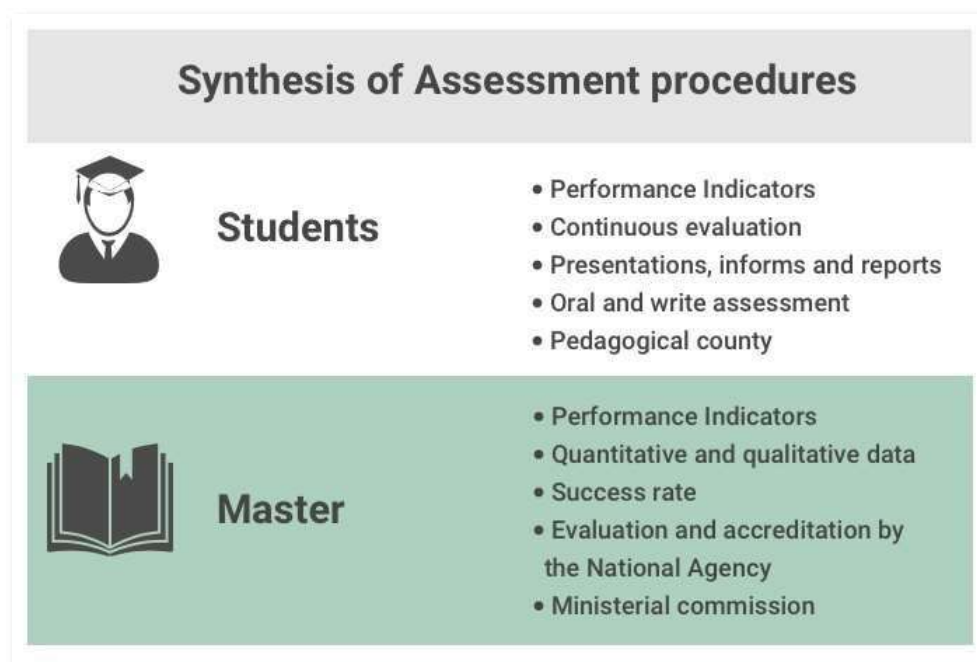 Synthesis of Assessment procedures
Students
• Performance Indicators
• Continuous evaluation
• Presentations, informs and reports
• Oral and write assessment
• Pedagogical county
Master
• Performance Indicators
• Quantitative and qualitative data
• Success rate
• Evaluation and accreditation by
the National Agency
• Ministerial commission